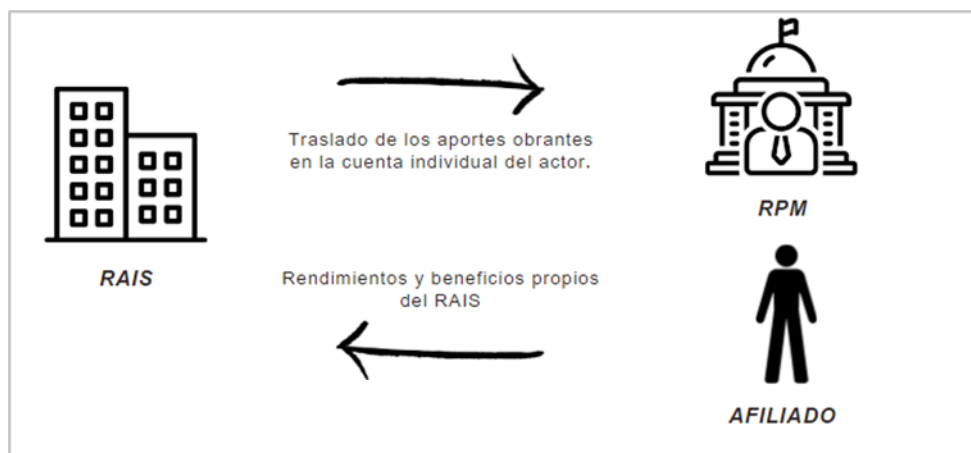 Traslado de los aportes obrantes
en la cuenta individual del actor.
RPM
RAIS
Rendimientos y beneficios propios
del RAIS
AFILIADO